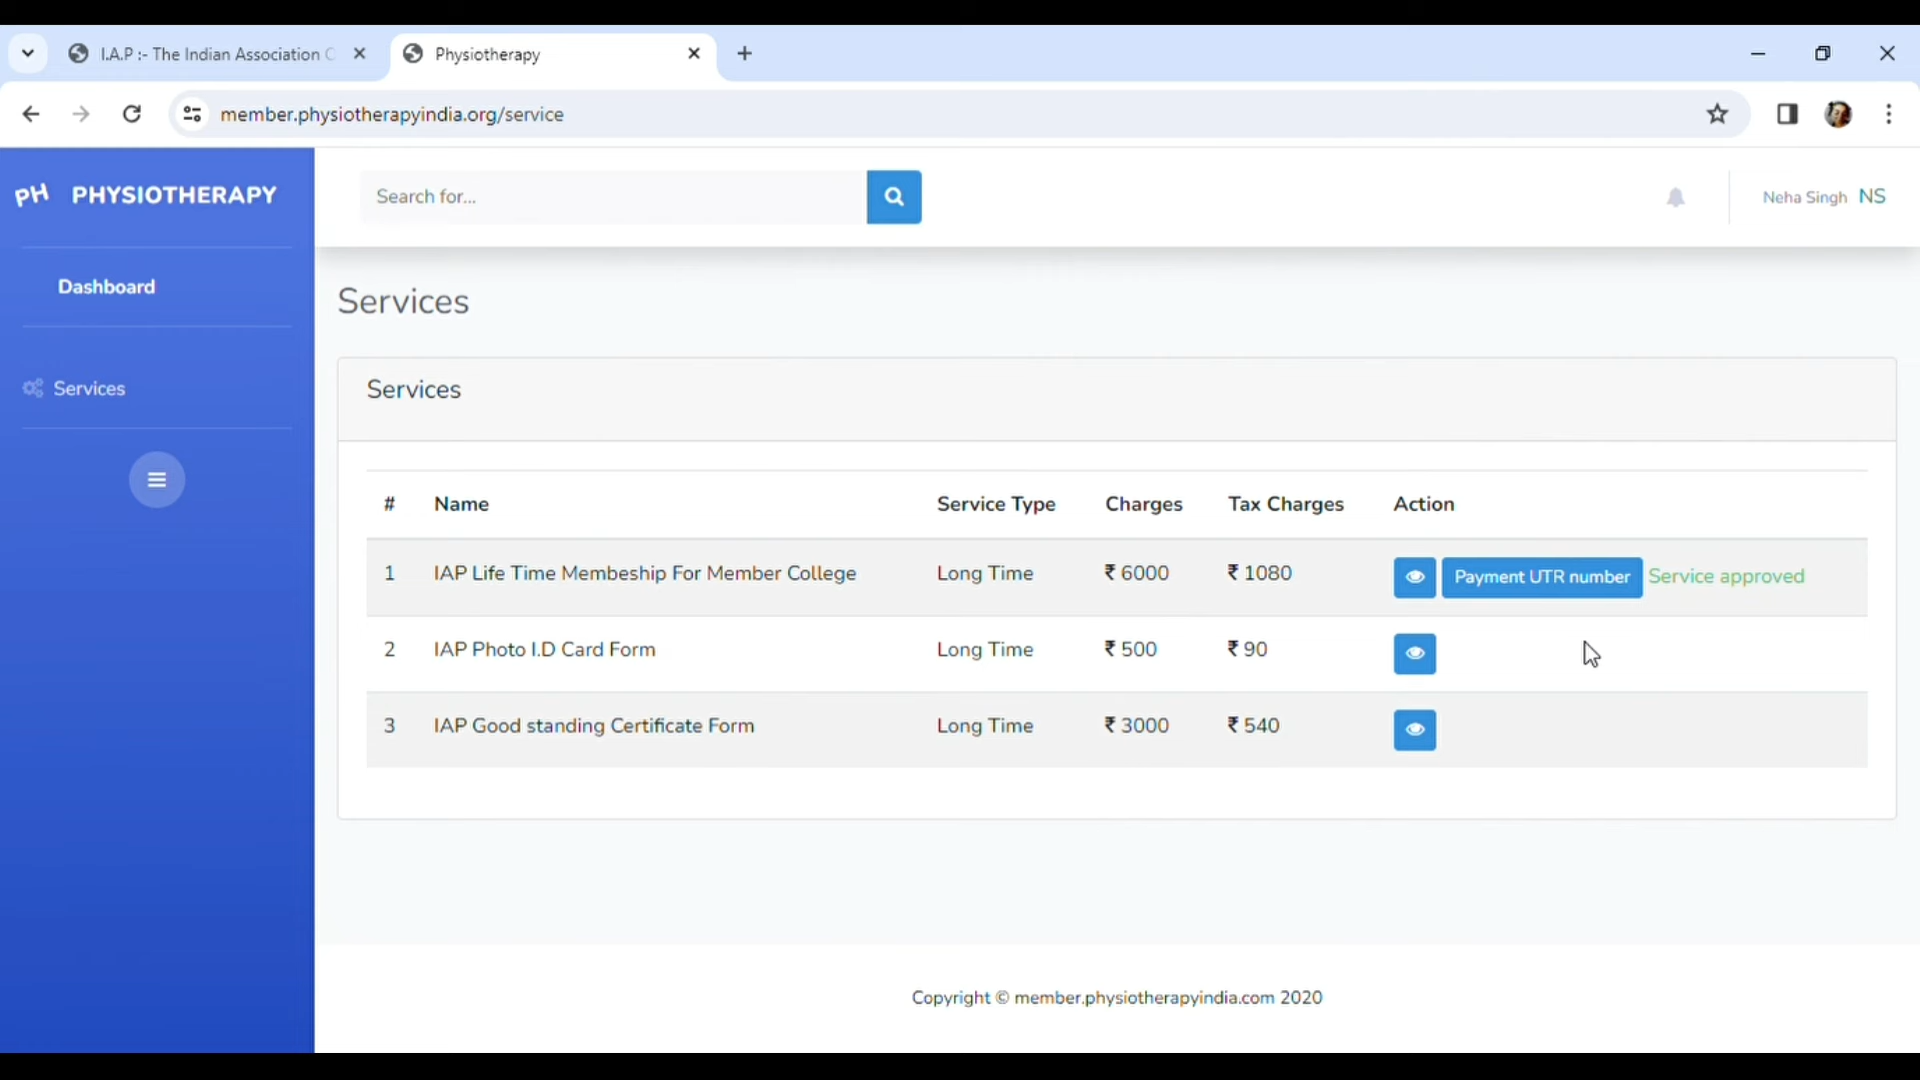 I.A.P :- The Indian Association
Physiotherapy
member.physiotherapyindia.org/service
PH PHYSIOTHERAPY
Search for...
Neha Singh NS
Dashboard
Services
Services
Services
# Name Service Type Charges Tax Charges Action
1 IAP Life Time Membeship For Member College Long Time ₹ 6000 ₹ 1080 Payment UTR number Service approved
2 IAP Photo I.D Card Form Long Time ₹ 500 ₹ 90
3 IAP Good standing Certificate Form Long Time ₹ 3000 ₹ 540
Copyright © member.physiotherapyindia.com 2020